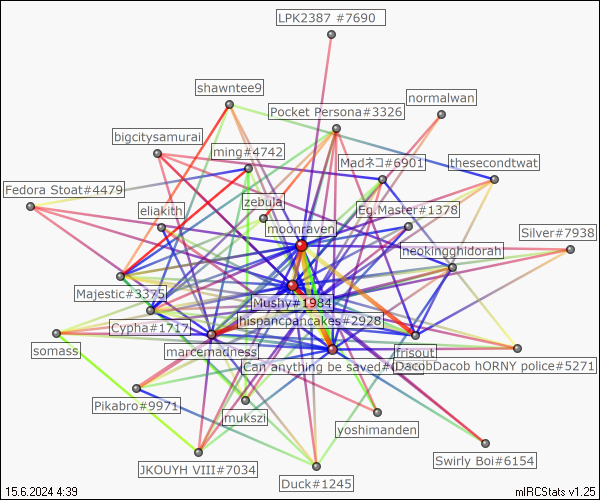 LPK2387 #7690
shawntee9
normalwan
Pocket Persona#3326
bigcitysamurai
ming#4742
Madネコ#6901
thesecondtwat
Fedora Stoat#4479
zebula
eliakith
Eg.Master#1378
moonraven
Silver#7938
neokingghidorah
Majestic#3375
Mushy#1984
Cypha#1717
hispancpancakes#2928
somass
marcemadness
frisout
Can anything be saved#
DacobDacob hORNY police#5271
Pikabro#9971
mukszi
yoshimanden
Swirly Boi#6154
JKOUYH VIII#7034
Duck#1245
15.6.2024 4:39
mIRCStats v1.25